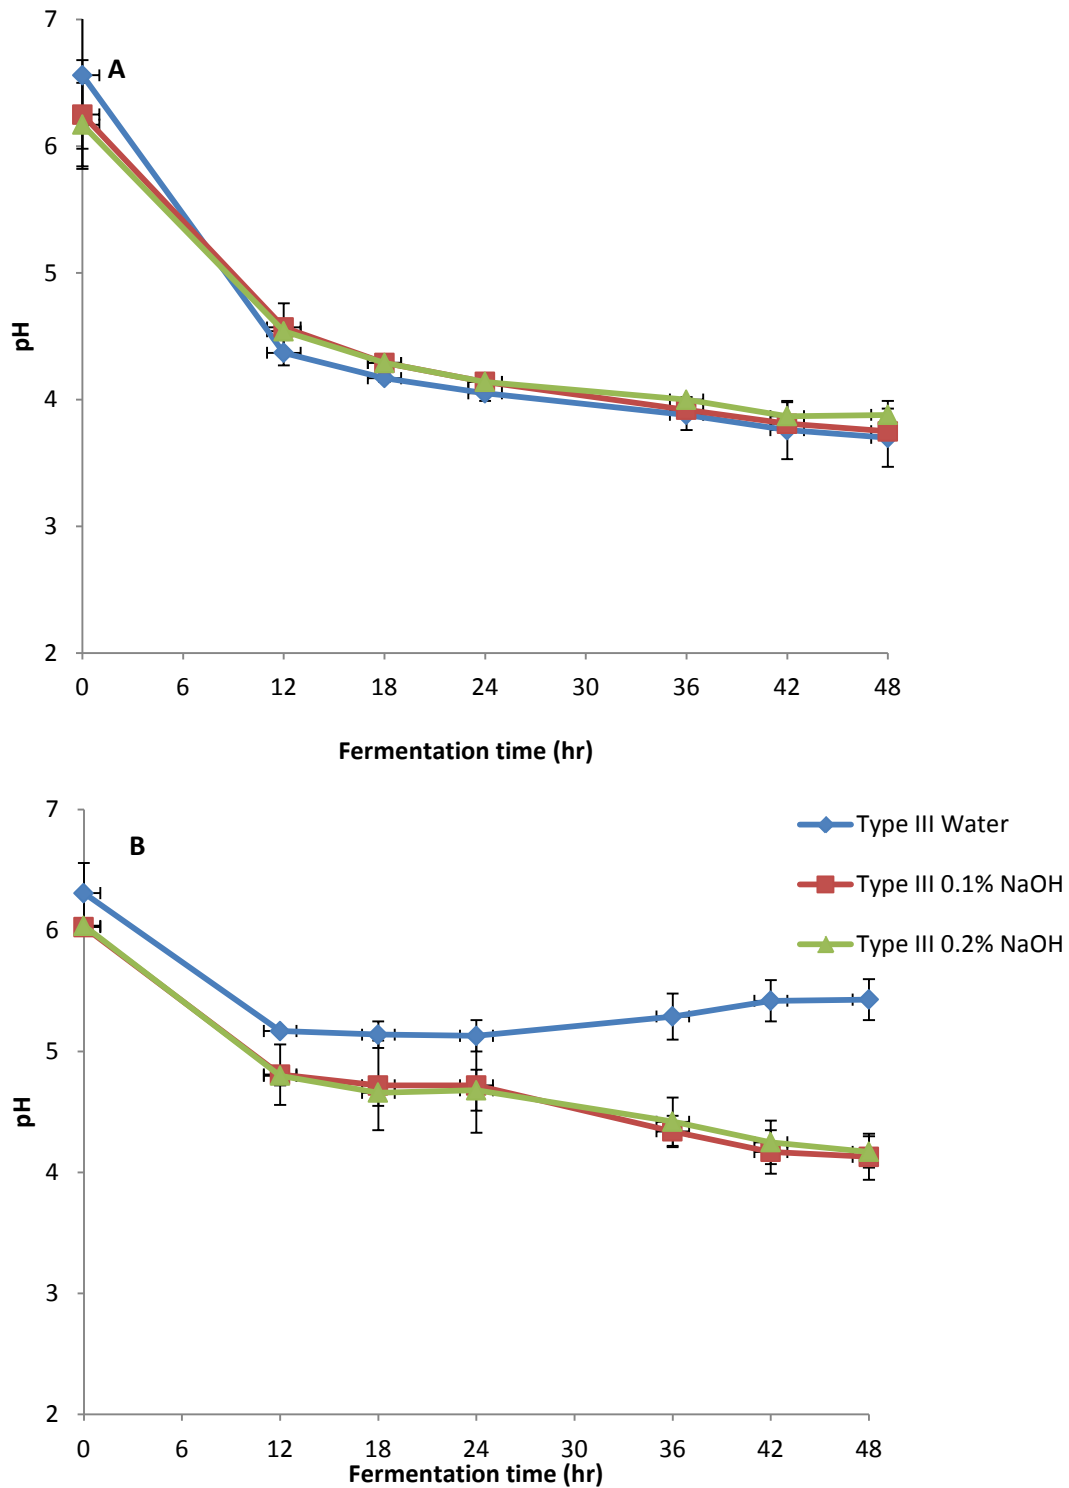 7
A
6
5
pH
4
3
2
0 6 12 18 24 30 36 42 48
Fermentation time (hr)
7
Type III Water
B
Type III 0.1% NaOH
6
Type III 0.2% NaOH
5
pH
4
3
2
0 6 12 18 24 30 36 42 48
Fermentation time (hr)